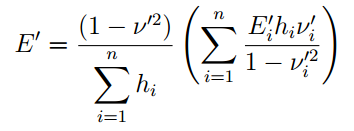 E' = \frac{(1 - \nu'^2)}{\sum_{i=1}^{n} h_i} \left( \sum_{i=1}^{n} \frac{E'_i h_i \nu'_i}{1 - \nu'^2_i} \right)